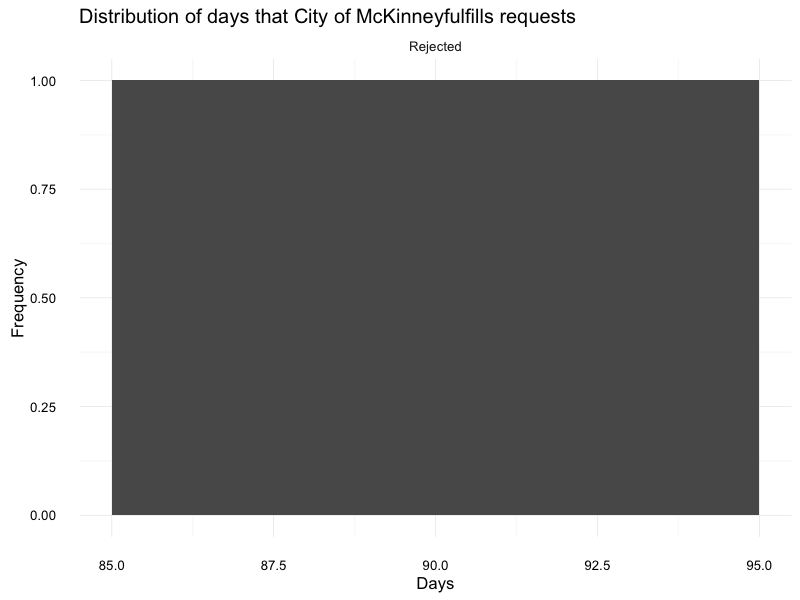 Distribution of days that City of McKinneyfulfills requests
Rejected
1.00
0.75
0.50
0.25
0.00
Frequency
85.0 87.5 90.0 92.5 95.0
Days